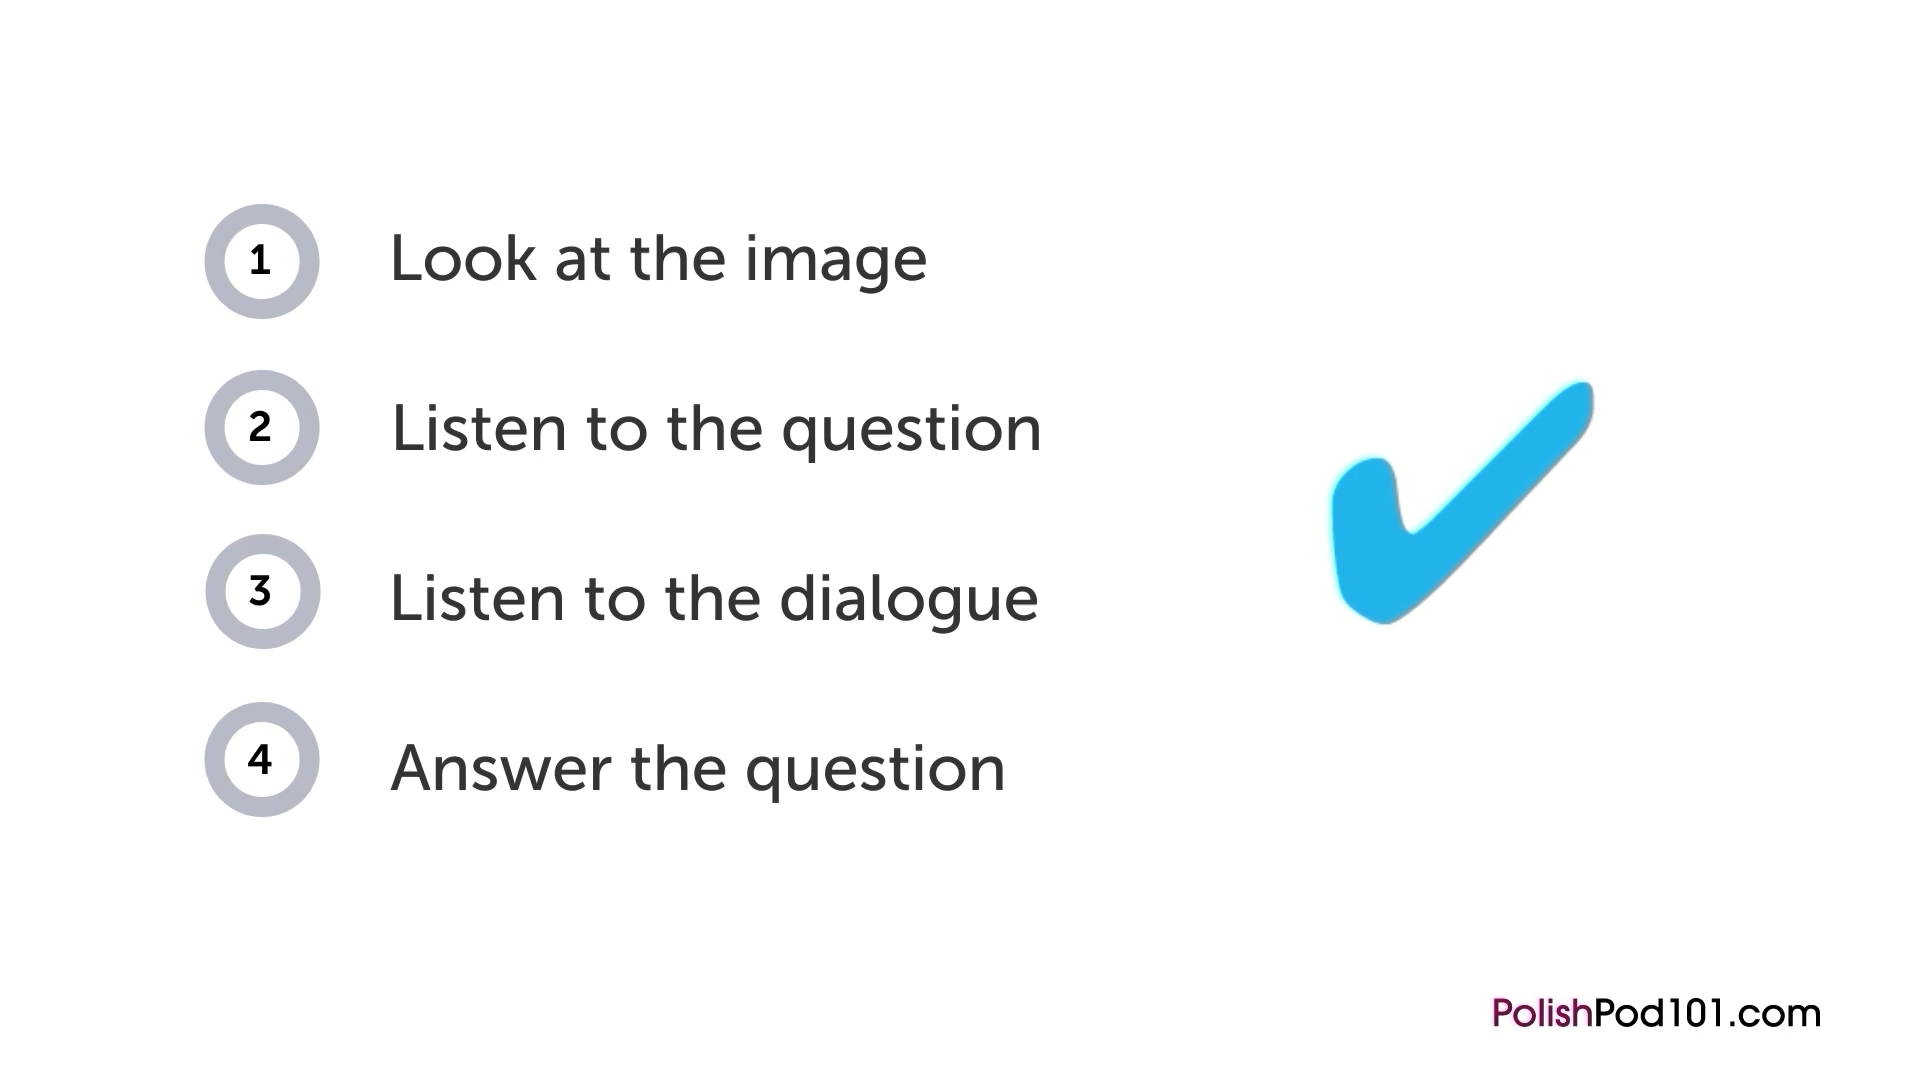 1 Look at the image
2 Listen to the question
3 Listen to the dialogue
4 Answer the question
PolishPod101.com